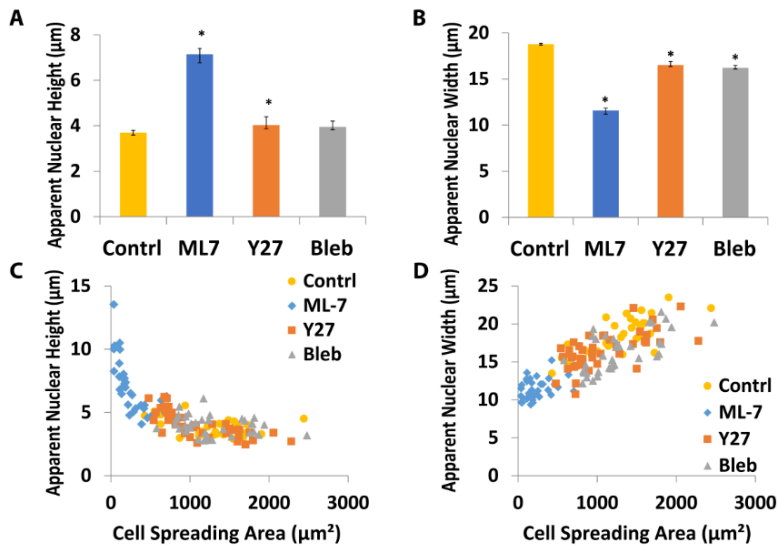 A
Apparent Nuclear Height (μm)
8
6
4
2
0
*
*
Contrl ML7 Y27 Bleb
B
Apparent Nuclear Width (μm)
20
15
10
5
0
*
*
*
Contrl ML7 Y27 Bleb
C
Apparent Nuclear Height (μm)
15
10
5
0
0 1000 2000 3000
Cell Spreading Area (μm²)
Contrl
ML-7
Y27
Bleb
D
Apparent Nuclear Width (μm)
25
20
15
10
5
0
0 1000 2000 3000
Cell Spreading Area (μm²)
Contrl
ML-7
Y27
Bleb